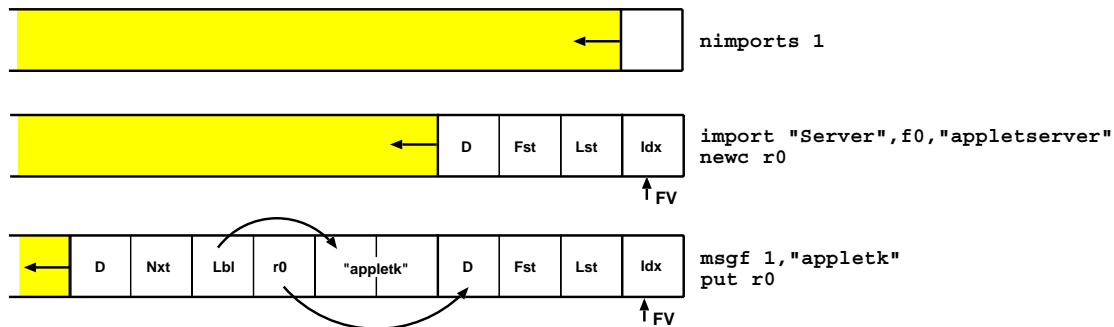 nimports 1
D Fst Lst Idx import "Server",f0,"appletserver"
newc r0
FV
D Nxt Lbl r0 "appletk" D Fst Lst Idx msgf 1,"appletk"
put r0
FV